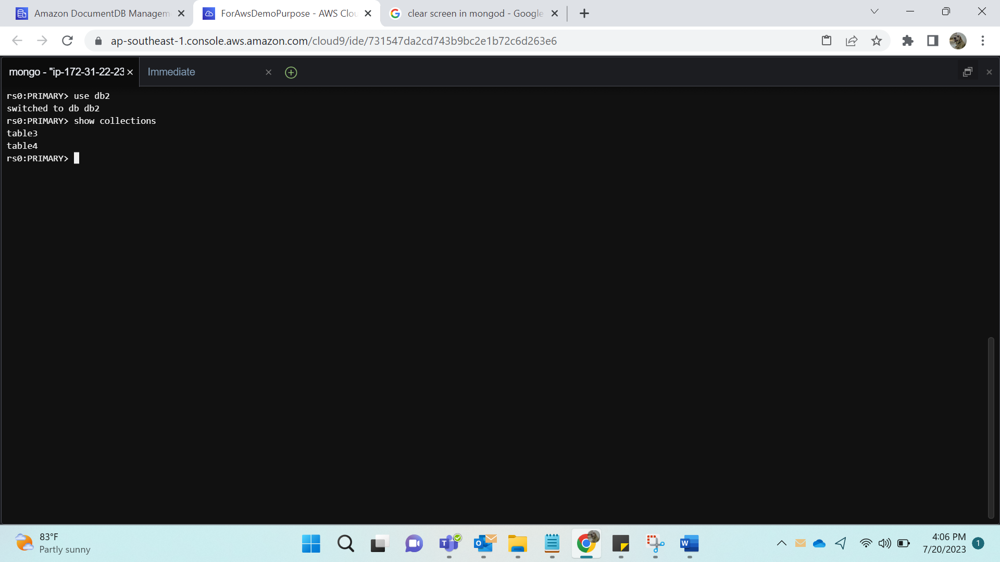 Amazon DocumentDB Managem
ForAwsDemoPurpose - AWS Clou
clear screen in mongod - Google
ap-southeast-1.console.aws.amazon.com/cloud9/ide/731547da2cd743b9bc2e1b72c6d263e6
mongo - "ip-172-31-22-23
Immediate
rs0:PRIMARY> use db2
switched to db db2
rs0:PRIMARY> show collections
table3
table4
rs0:PRIMARY>
83°F
Partly sunny
4:06 PM
7/20/2023
1